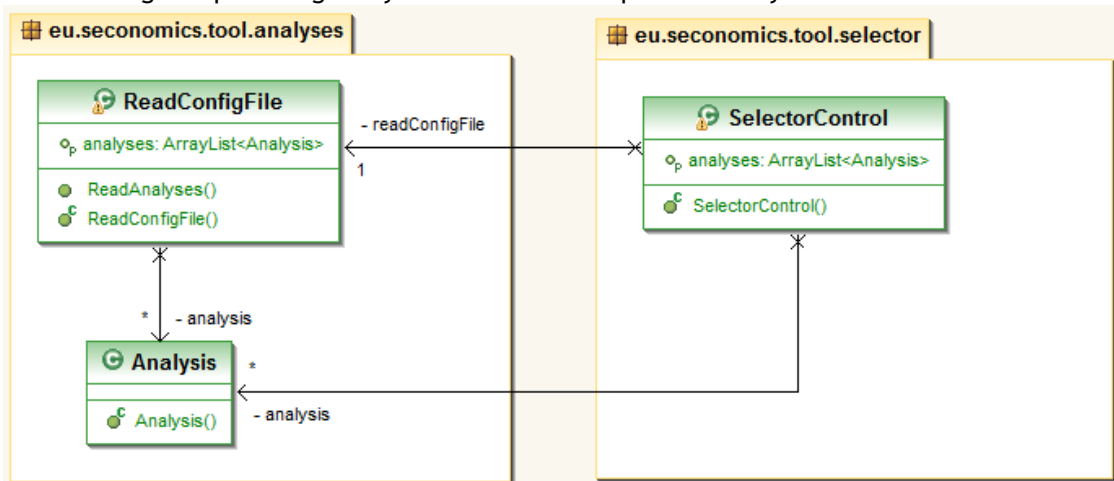 eu.seconomics.tool.analyses
ReadConfigFile
analyses: ArrayList<Analysis>
ReadAnalyses()
ReadConfigFile()
- readConfigFile
1
*
- analysis
Analysis
Analysis()
*
- analysis
eu.seconomics.tool.selector
SelectorControl
analyses: ArrayList<Analysis>
SelectorControl()